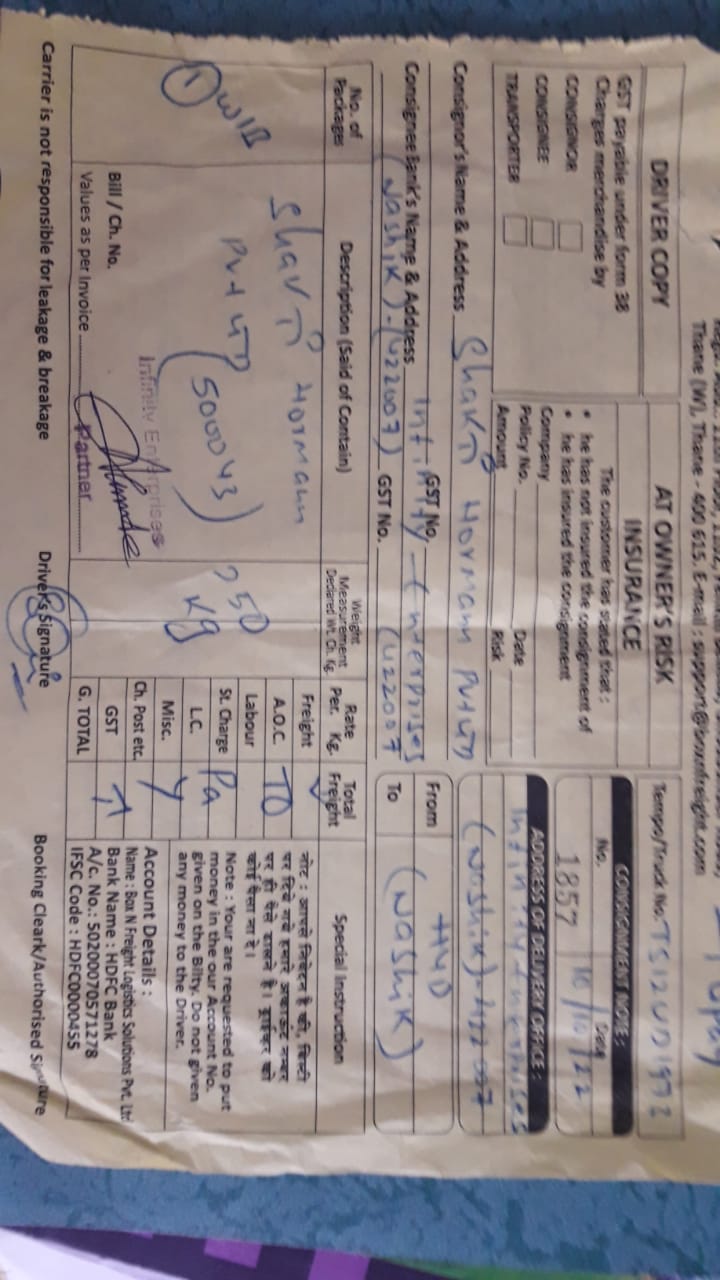 Thane (W), Thane - 400 615. E-mail : support@boxnfreight.com
To pay
DRIVER COPY
GST payable under form 38
Charges merchandise by
CONSIGNOR
CONSIGNEE
TRANSPORTER
AT OWNER'S RISK
INSURANCE
The customer has stated that :
• he has not insured the consignment of
• he has insured the consignment
Company
Policy No. Date
Amount Risk
Tempo/Truck No. TS12UD1973
CONSIGNMENT NOTE :
No. Date
1857 10/10/22
ADDRESS OF DELIVERY OFFICE :
Infinity Enterprises
(Nashik)-422007
Consignor's Name & Address Shakti Hormann Pvt Ltd
GST No.
Consignee Bank's Name & Address Infinity Enterprises
(Nashik)-(422007) GST No. (422007
From HYD
To (Nashik)
No. of Packages
Description (Said of Contain)
Weight Measurement Declared Wt. Ch. Kg.
Rate Per. Kg.
Total Freight
Special Instruction
① WIB
Shakti Hormann
Pvt Ltd
(500043)
50
Kg
Freight
A.O.C. TO
Labour
St. Charge Pa
L.C.
Misc. y
Ch. Post etc.
GST
G. TOTAL
नोट : आपसे निवेदन है की, बिल्टी
पर दिये गये हमारे अकाऊंट नम्बर
पर ही पैसे डालने है। ड्राईव्हर को
कोई पैसा ना दे।
Note : Your are requested to put
money in the our Account No.
given on the Bilty. Do not given
any money to the Driver.
Account Details :
Name : Box N Freight Logistics Solutions Pvt. Ltd
Bank Name : HDFC Bank
A/c. No.: 50200070571278
IFSC Code : HDFC0000455
Infinity Enterprises
Partner
Bill / Ch. No.
Values as per Invoice
Carrier is not responsible for leakage & breakage
Driver's Signature
Booking Cleark/Authorised Signature